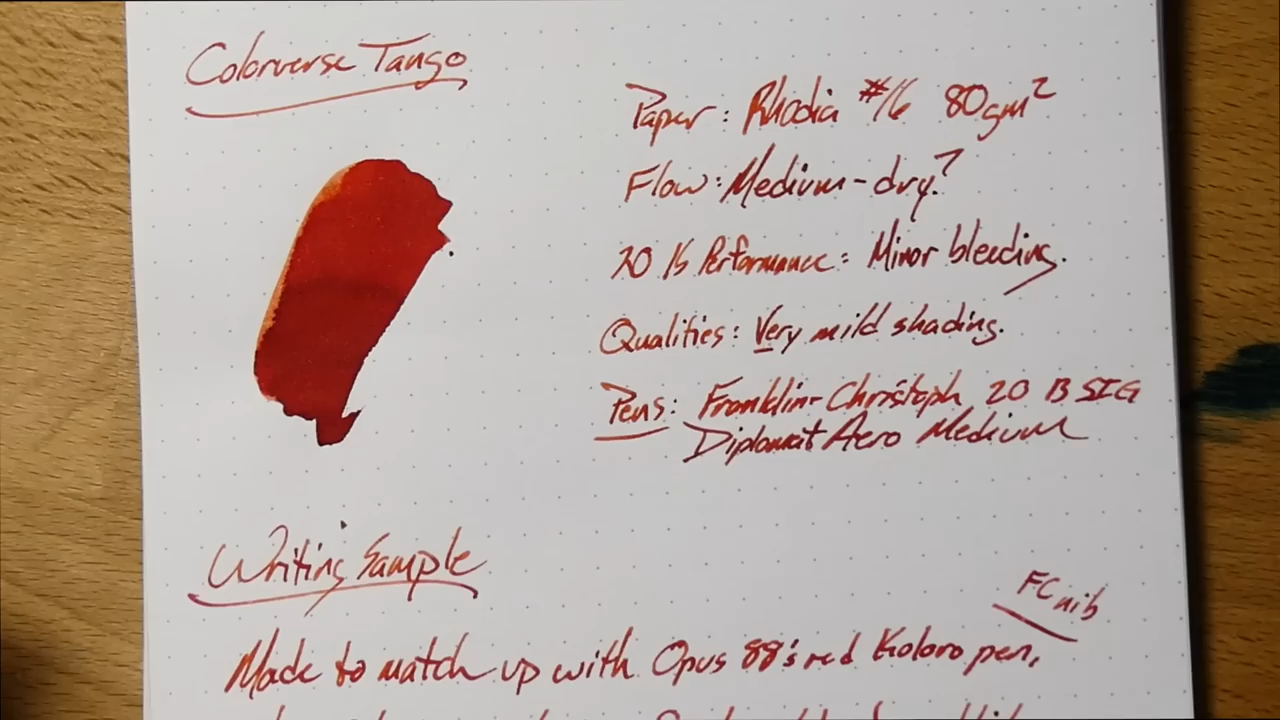 Colorverse Tango
Paper: Rhodia #16 80gm²
Flow: Medium-dry?
20 lb Performance: Minor bleeding.
Qualities: Very mild shading.
Pens: Franklin-Christoph 20 B SIG
Diplomat Aero Medium
Writing Sample
FC nib
Made to match up with Opus 88's red Koloro pen,